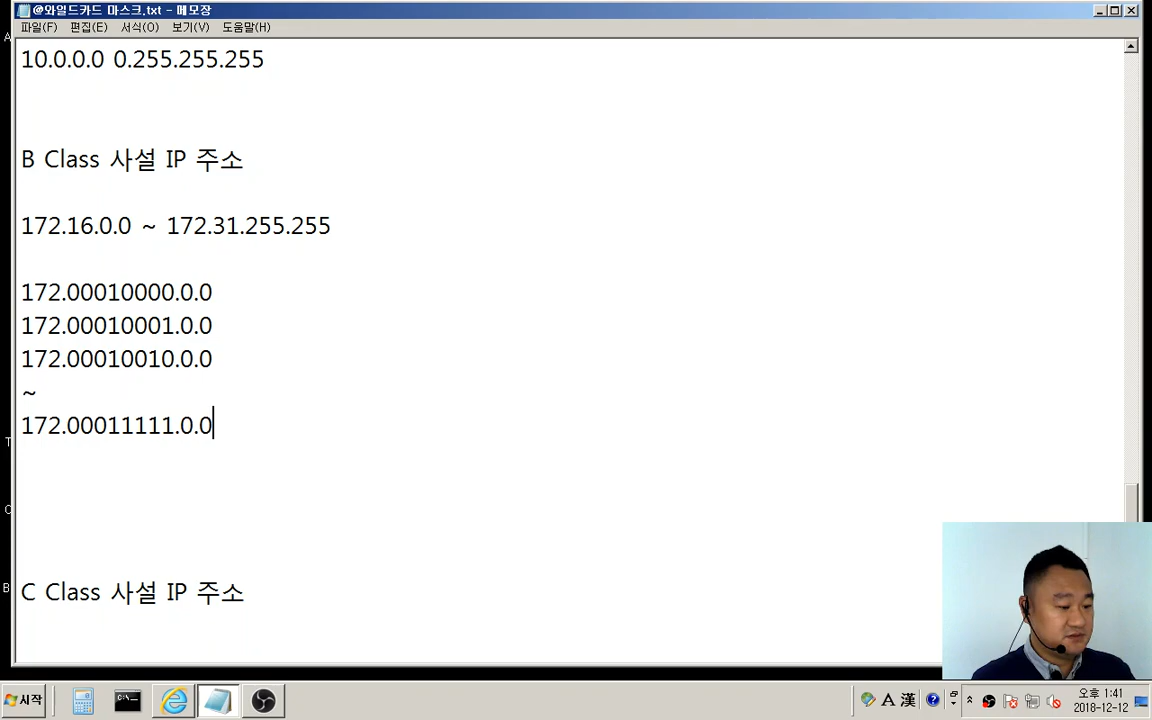 @와일드카드 마스크.txt - 메모장
파일(F) 편집(E) 서식(O) 보기(V) 도움말(H)
10.0.0.0 0.255.255.255
B Class 사설 IP 주소
172.16.0.0 ~ 172.31.255.255
172.00010000.0.0
172.00010001.0.0
172.00010010.0.0
~
172.00011111.0.0
C Class 사설 IP 주소
A
T
C
B
시작
C:\_
A 漢
오후 1:41
2018-12-12